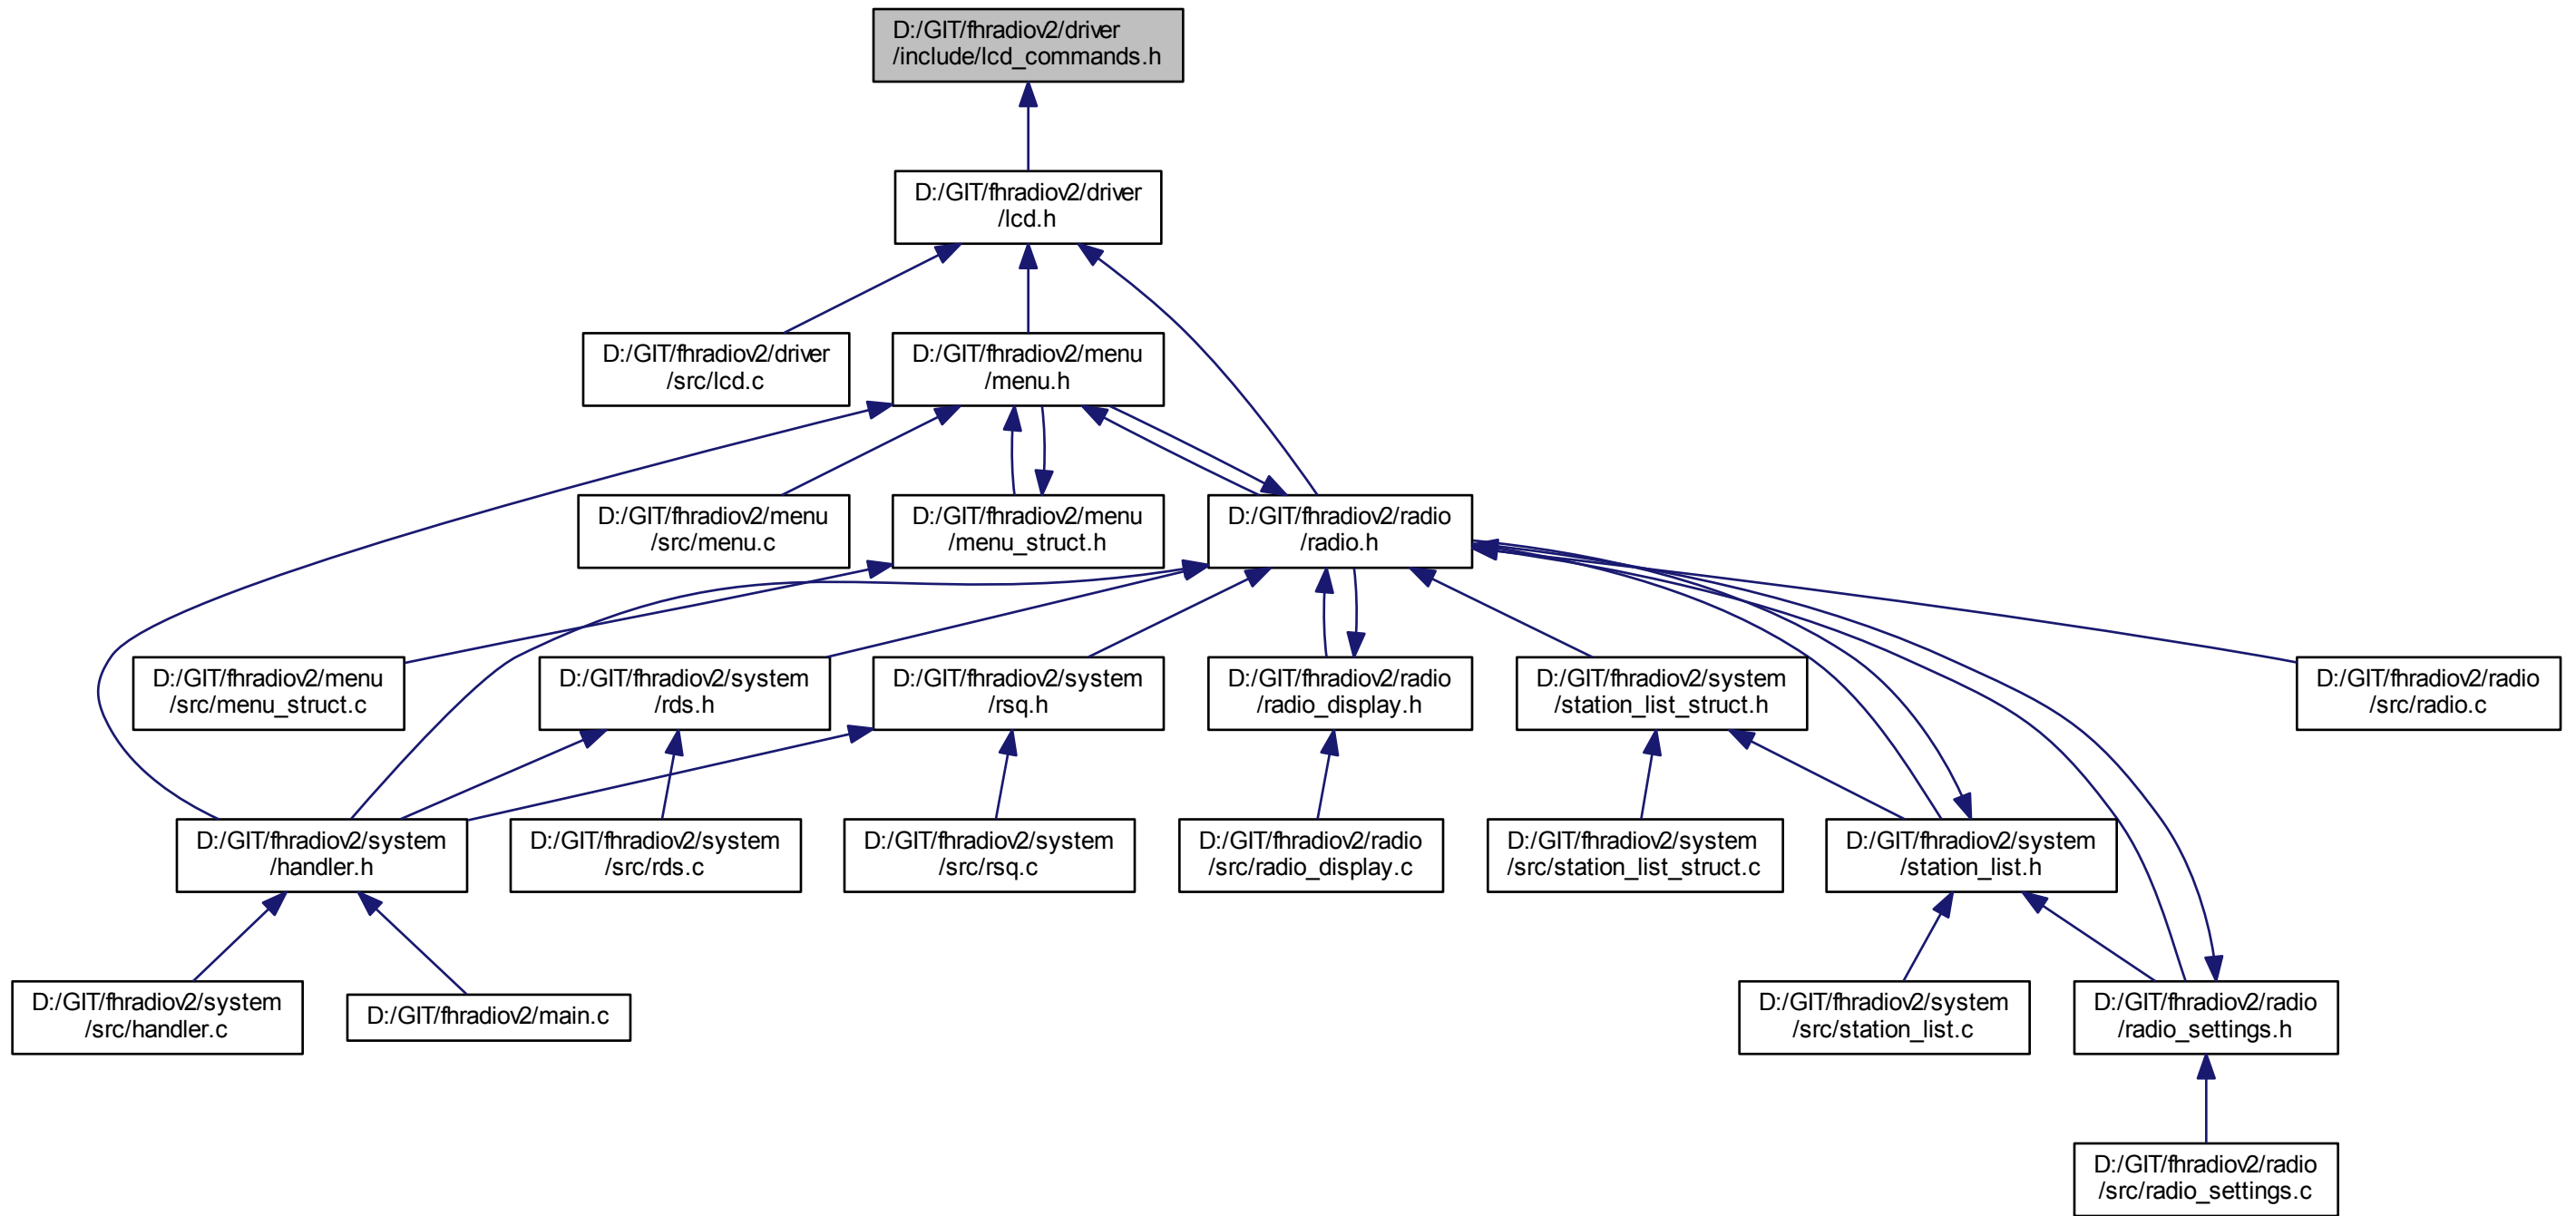 D:/GIT/fhradiov2/driver
/include/lcd_commands.h
D:/GIT/fhradiov2/driver
/lcd.h
D:/GIT/fhradiov2/driver
/src/lcd.c
D:/GIT/fhradiov2/menu
/menu.h
D:/GIT/fhradiov2/menu
/src/menu.c
D:/GIT/fhradiov2/menu
/menu_struct.h
D:/GIT/fhradiov2/radio
/radio.h
D:/GIT/fhradiov2/menu
/src/menu_struct.c
D:/GIT/fhradiov2/system
/rds.h
D:/GIT/fhradiov2/system
/rsq.h
D:/GIT/fhradiov2/radio
/radio_display.h
D:/GIT/fhradiov2/system
/station_list_struct.h
D:/GIT/fhradiov2/radio
/src/radio.c
D:/GIT/fhradiov2/system
/handler.h
D:/GIT/fhradiov2/system
/src/rds.c
D:/GIT/fhradiov2/system
/src/rsq.c
D:/GIT/fhradiov2/radio
/src/radio_display.c
D:/GIT/fhradiov2/system
/src/station_list_struct.c
D:/GIT/fhradiov2/system
/station_list.h
D:/GIT/fhradiov2/system
/src/handler.c
D:/GIT/fhradiov2/main.c
D:/GIT/fhradiov2/system
/src/station_list.c
D:/GIT/fhradiov2/radio
/radio_settings.h
D:/GIT/fhradiov2/radio
/src/radio_settings.c